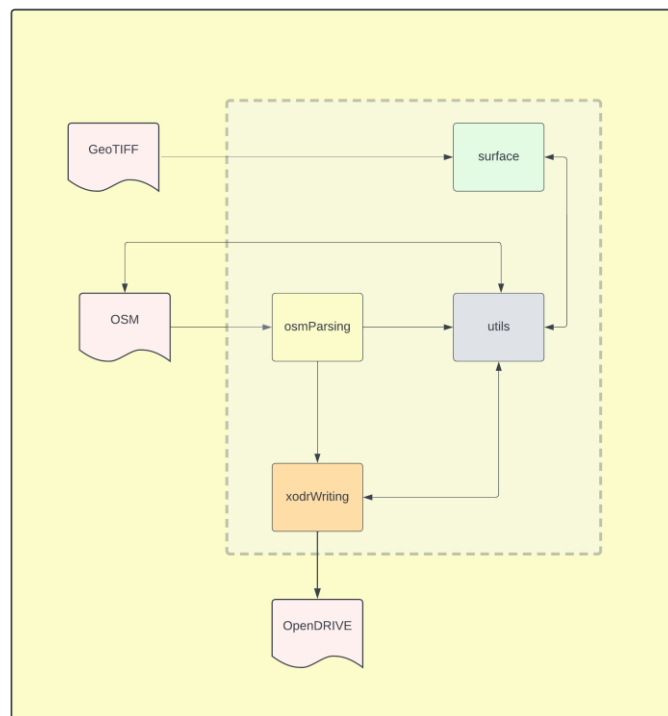 GeoTIFF
surface
OSM
osmParsing
utils
xodrWriting
OpenDRIVE